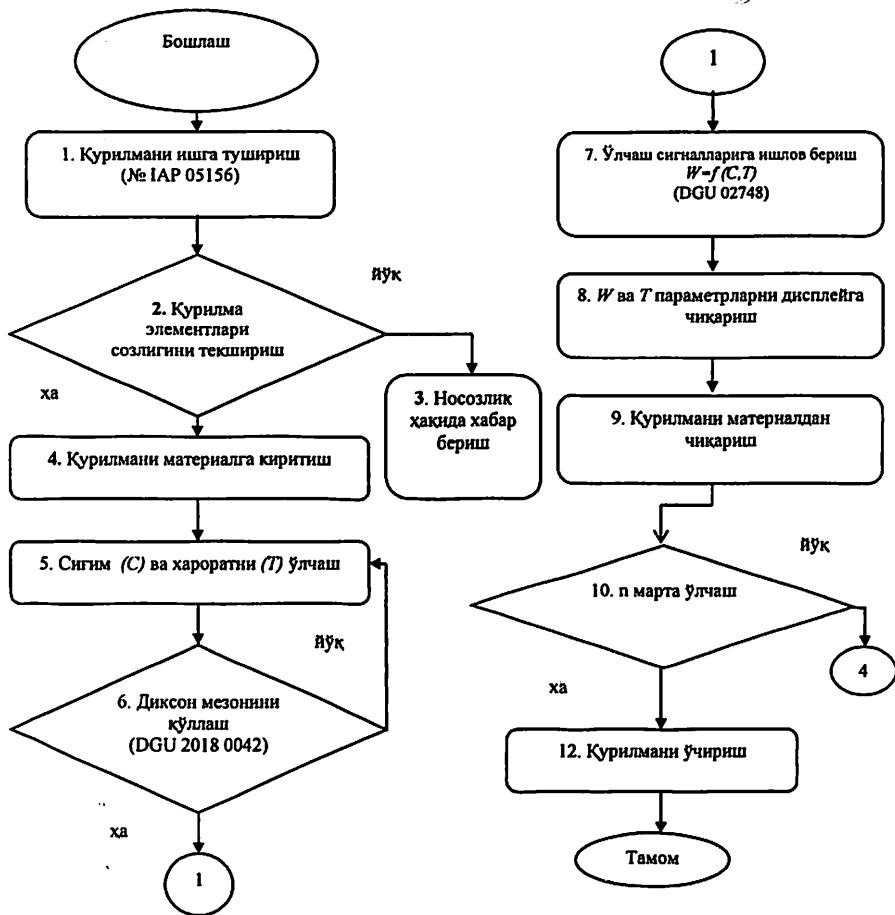 Бошлаш
1. Қурилмани ишга тушириш
(№ IAP 05156)
йўқ
2. Қурилма
элементлари
созлигини текшириш
ҳа
3. Носозлик
ҳақида хабар
бериш
4. Қурилмани материалга киритиш
5. Сиғим (C) ва хароратни (T) ўлчаш
йўқ
6. Диксон мезонини
қўллаш
(DGU 2018 0042)
ҳа
1
1
7. Ўлчаш сигналларига ишлов бериш
W=f (C,T)
(DGU 02748)
8. W ва T параметрларни дисплейга
чиқариш
9. Қурилмани материалдан
чиқариш
йўқ
10. n марта ўлчаш
4
ха
12. Қурилмани ўчириш
Тамом